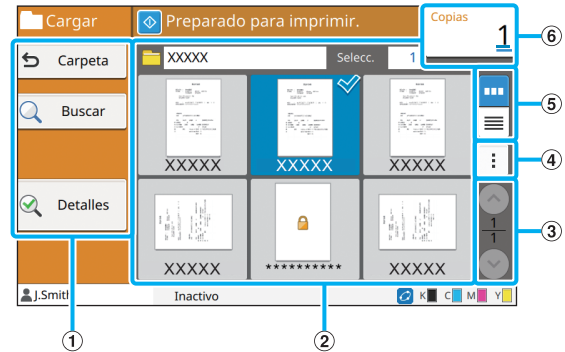 Cargar
Preparado para imprimir.
Copias
1
⑥
Carpeta
XXXXX
Selecc.
1
Buscar
⑤
XXXXX
XXXXX
XXXXX
④
Detalles
1
1
③
XXXXX
**********
XXXXX
J.Smith
Inactivo
K
C
M
Y
①
②